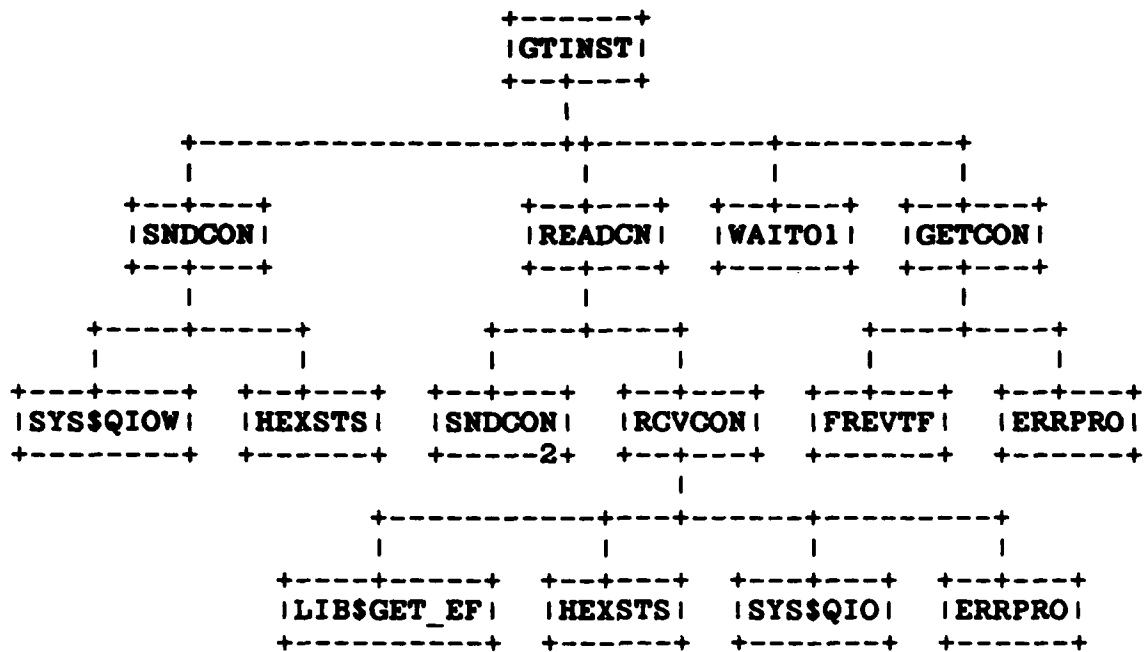 GTINST
SNDCON READCN WAIT01 GETCON
SYS$QIOW HEXSTS SNDCON RCVCON FREVTF ERRPRO
2
LIB$GET_EF HEXSTS SYS$QIO ERRPRO